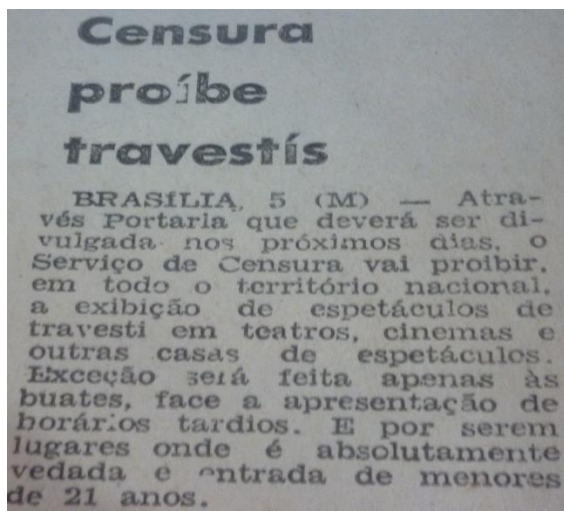 Censura
proíbe
travestís
BRASÍLIA, 5 (M) — Atra-
vés Portaria que deverá ser di-
vulgada nos próximos dias, o
Serviço de Censura vai proibir,
em todo o território nacional,
a exibição de espetáculos de
travesti em teatros, cinemas e
outras casas de espetáculos.
Exceção será feita apenas às
buates, face a apresentação de
horários tardios. E por serem
lugares onde é absolutamente
vedada e entrada de menores
de 21 anos.